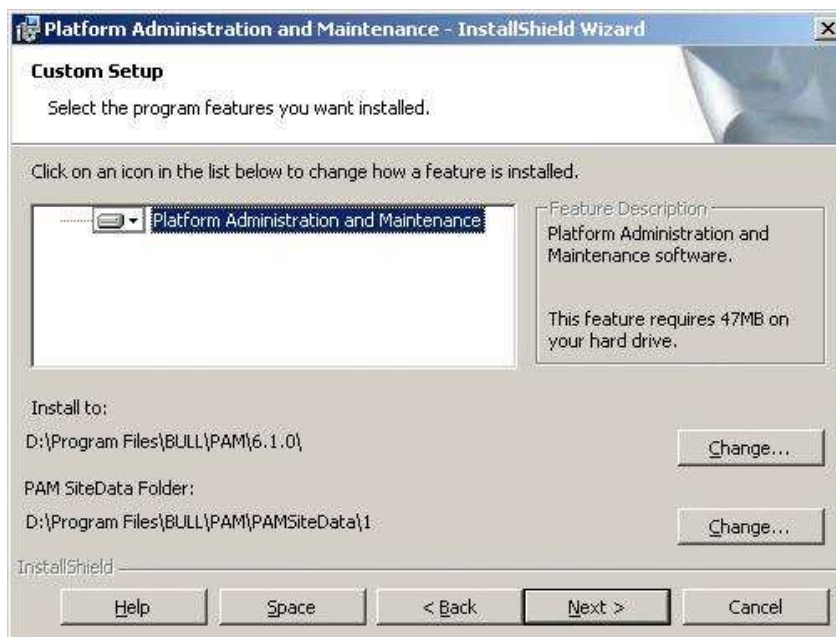 Platform Administration and Maintenance - InstallShield Wizard
Custom Setup
Select the program features you want installed.
Click on an icon in the list below to change how a feature is installed.
Platform Administration and Maintenance
Feature Description
Platform Administration and
Maintenance software.
This feature requires 47MB on
your hard drive.
Install to:
D:\Program Files\BULL\PAM\6.1.0\
Change...
PAM SiteData Folder:
D:\Program Files\BULL\PAM\PAMSiteData\1
Change...
InstallShield
Help
Space
< Back
Next >
Cancel